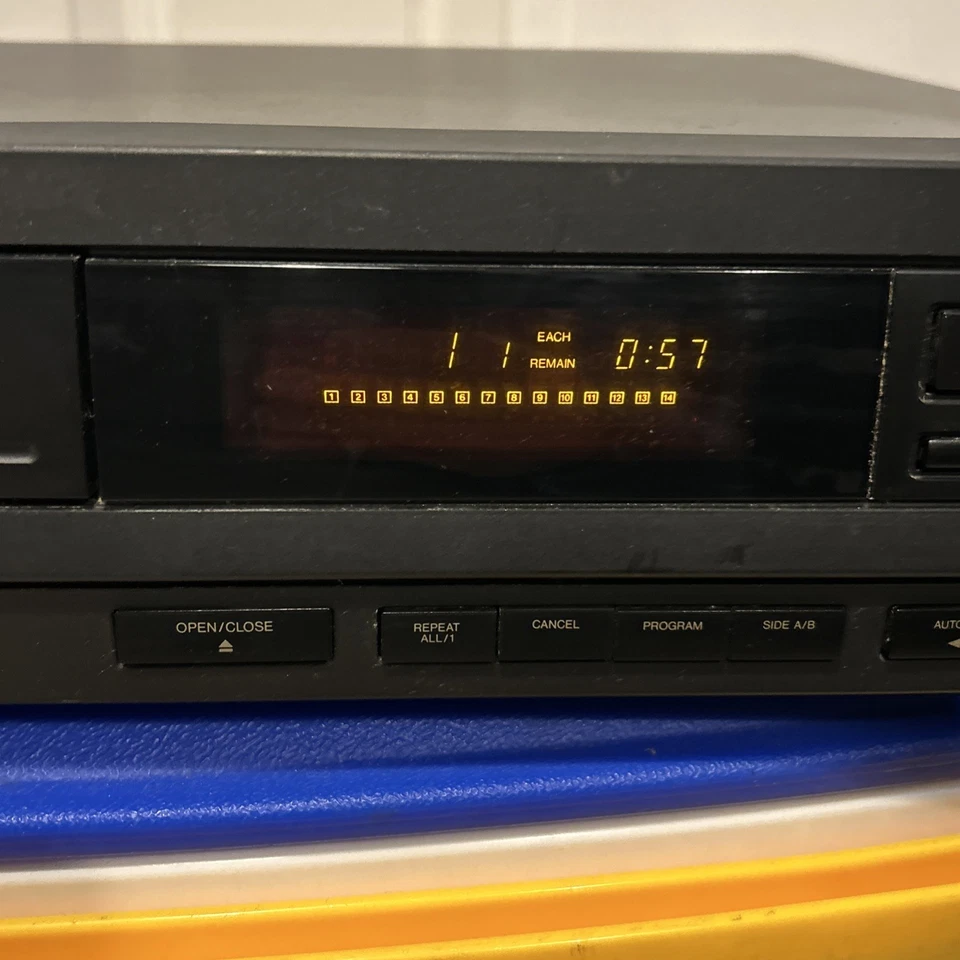 1 1 EACH REMAIN 0:57
1 2 3 4 5 6 7 8 9 10 11 12 13 14
OPEN/CLOSE
REPEAT
ALL/1
CANCEL
PROGRAM
SIDE A/B